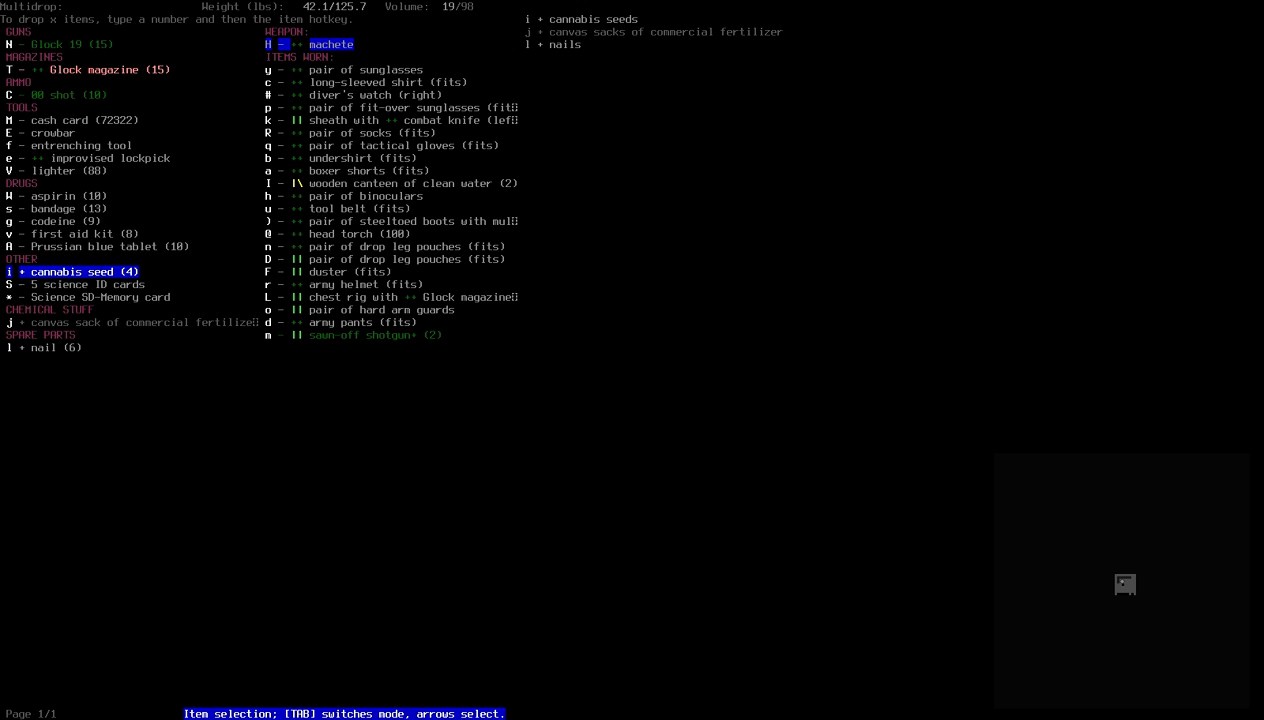 Multidrop: Weight (lbs): 42.1/125.7 Volume: 19/98
To drop x items, type a number and then the item hotkey.
GUNS
N - Glock 19 (15)
MAGAZINES
T - ++ Glock magazine (15)
AMMO
C - 00 shot (10)
TOOLS
M - cash card (72322)
E - crowbar
f - entrenching tool
e - ++ improvised lockpick
V - lighter (88)
DRUGS
W - aspirin (10)
s - bandage (13)
g - codeine (9)
v - first aid kit (8)
A - Prussian blue tablet (10)
OTHER
i + cannabis seed (4)
S - 5 science ID cards
* - Science SD-Memory card
CHEMICAL STUFF
j + canvas sack of commercial fertilize
SPARE PARTS
l + nail (6)
WEAPON:
H - ++ machete
ITEMS WORN:
y - ++ pair of sunglasses
c - ++ long-sleeved shirt (fits)
# - ++ diver's watch (right)
p - ++ pair of fit-over sunglasses (fit
k - || sheath with ++ combat knife (lef
R - ++ pair of socks (fits)
q - ++ pair of tactical gloves (fits)
b - ++ undershirt (fits)
a - ++ boxer shorts (fits)
I - |\ wooden canteen of clean water (2)
h - ++ pair of binoculars
u - ++ tool belt (fits)
) - ++ pair of steeltoed boots with mul
@ - ++ head torch (100)
n - ++ pair of drop leg pouches (fits)
D - || pair of drop leg pouches (fits)
F - || duster (fits)
r - ++ army helmet (fits)
L - || chest rig with ++ Glock magazine
o - || pair of hard arm guards
d - ++ army pants (fits)
m - || sawn-off shotgun+ (2)
i + cannabis seeds
j + canvas sacks of commercial fertilizer
l + nails
Page 1/1 Item selection; [TAB] switches mode, arrows select.